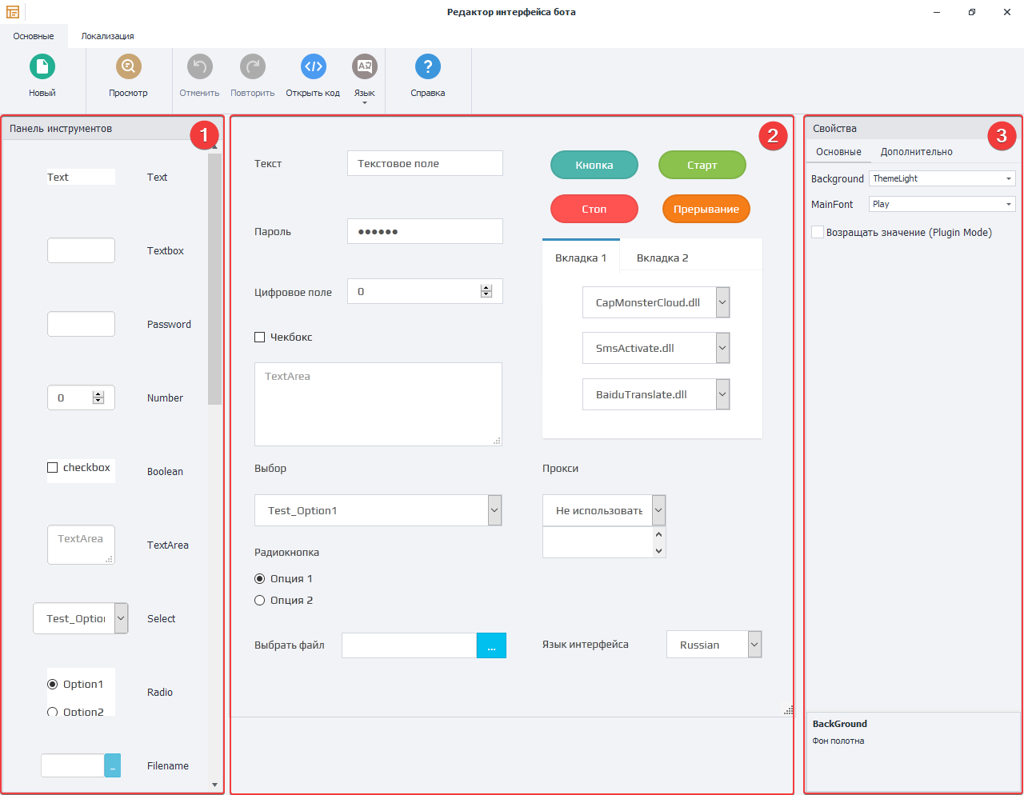 Редактор интерфейса бота
Основные
Локализация
Новый
Просмотр
Отменить
Повторить
Открыть код
Язык
Справка
Панель инструментов
1
Text
Text
Textbox
Password
0
Number
checkbox
Boolean
TextArea
TextArea
Test_Option
Select
Option1
Option2
Radio
...
Filename
2
Текст
Текстовое поле
Пароль
••••••
Цифровое поле
0
Чекбокс
TextArea
Выбор
Test_Option1
Радиокнопка
Опция 1
Опция 2
Выбрать файл
...
Кнопка
Старт
Стоп
Прерывание
Вкладка 1
Вкладка 2
CapMonsterCloud.dll
SmsActivate.dll
BaiduTranslate.dll
Прокси
Не использовать
Язык интерфейса
Russian
Свойства
3
Основные
Дополнительно
Background
ThemeLight
MainFont
Play
Возращать значение (Plugin Mode)
BackGround
Фон полотна